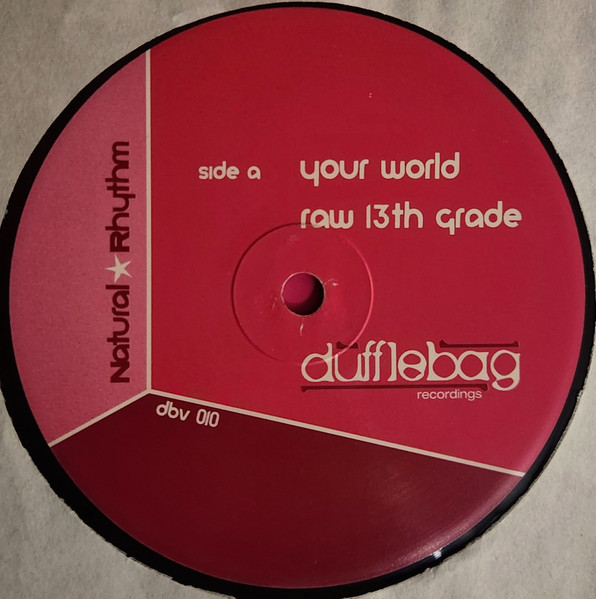 Natural★Rhythm
side a
your world
raw 13th grade
dufflebag
recordings
dbv 010